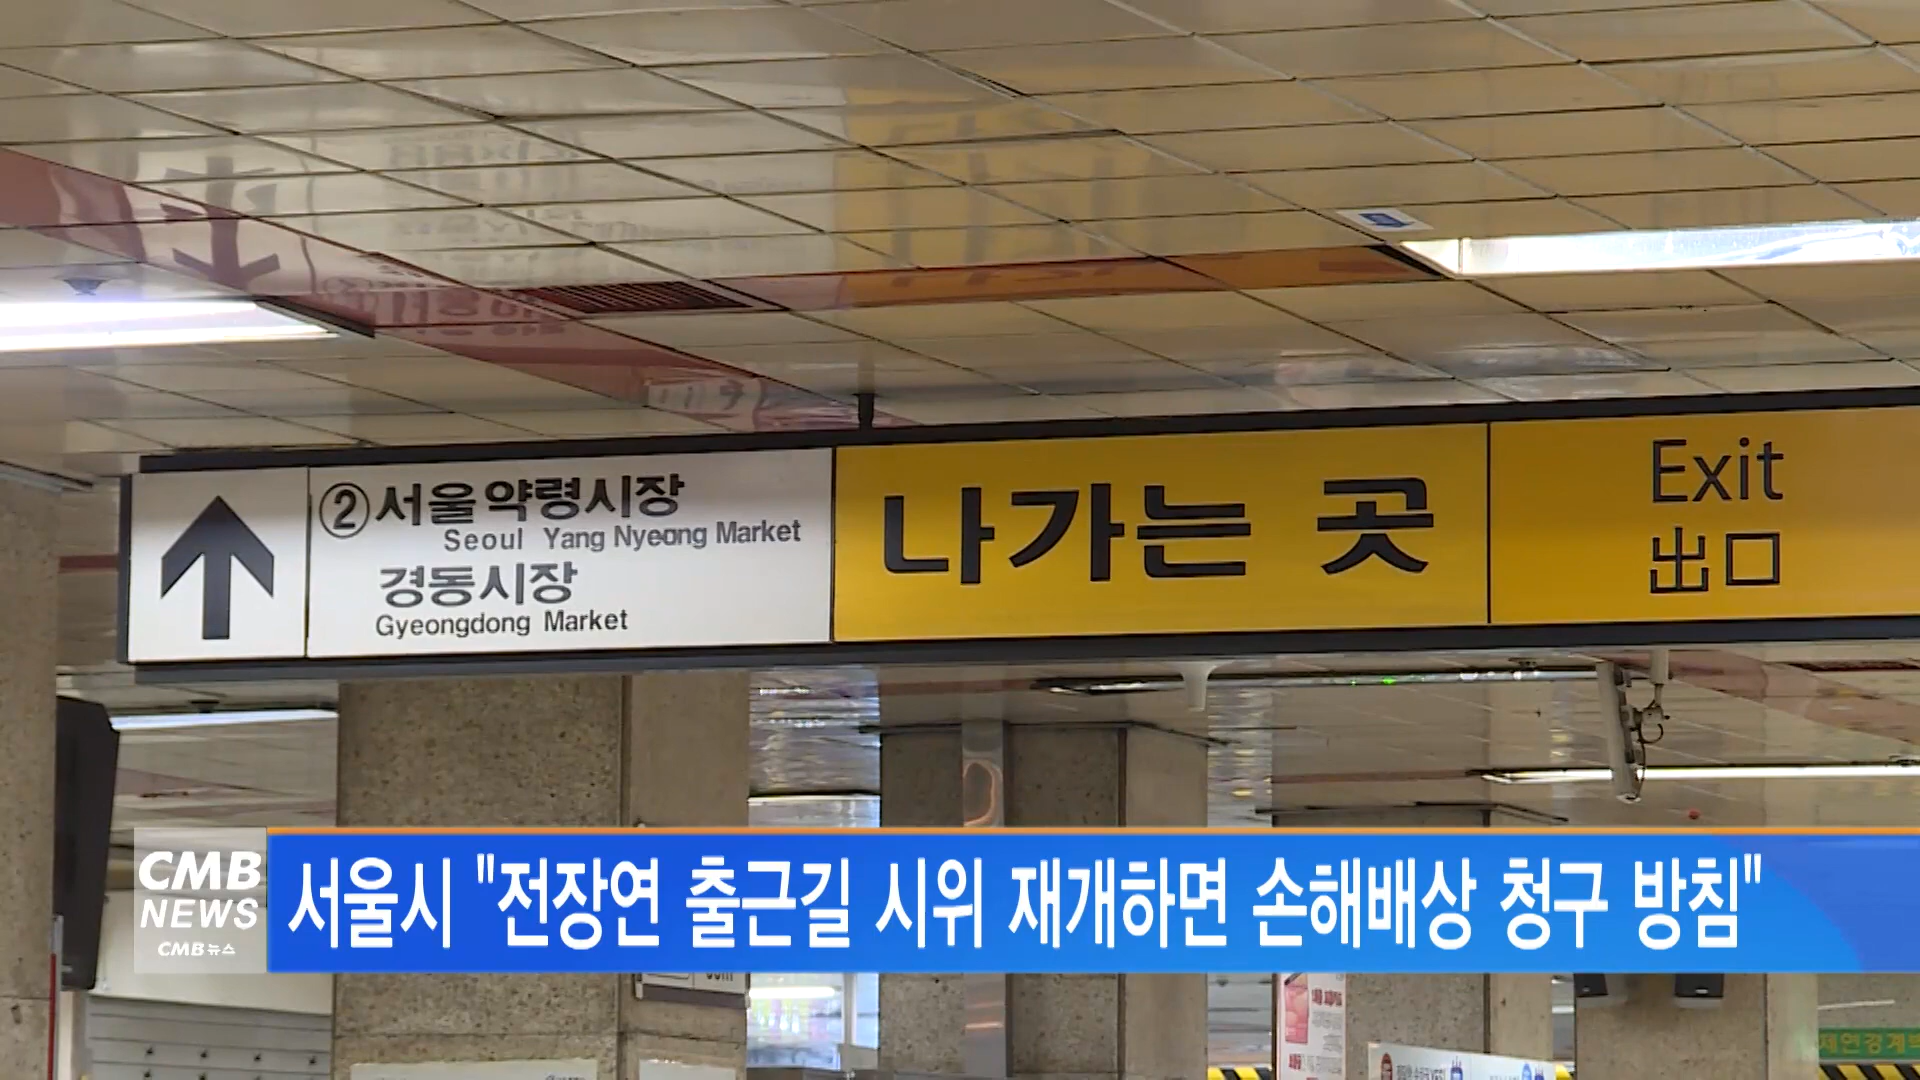 ② 서울약령시장
Seoul Yang Nyeong Market
경동시장
Gyeongdong Market
나가는 곳
Exit
出口
CMB
NEWS
CMB 뉴스
서울시 "전장연 출근길 시위 재개하면 손해배상 청구 방침"